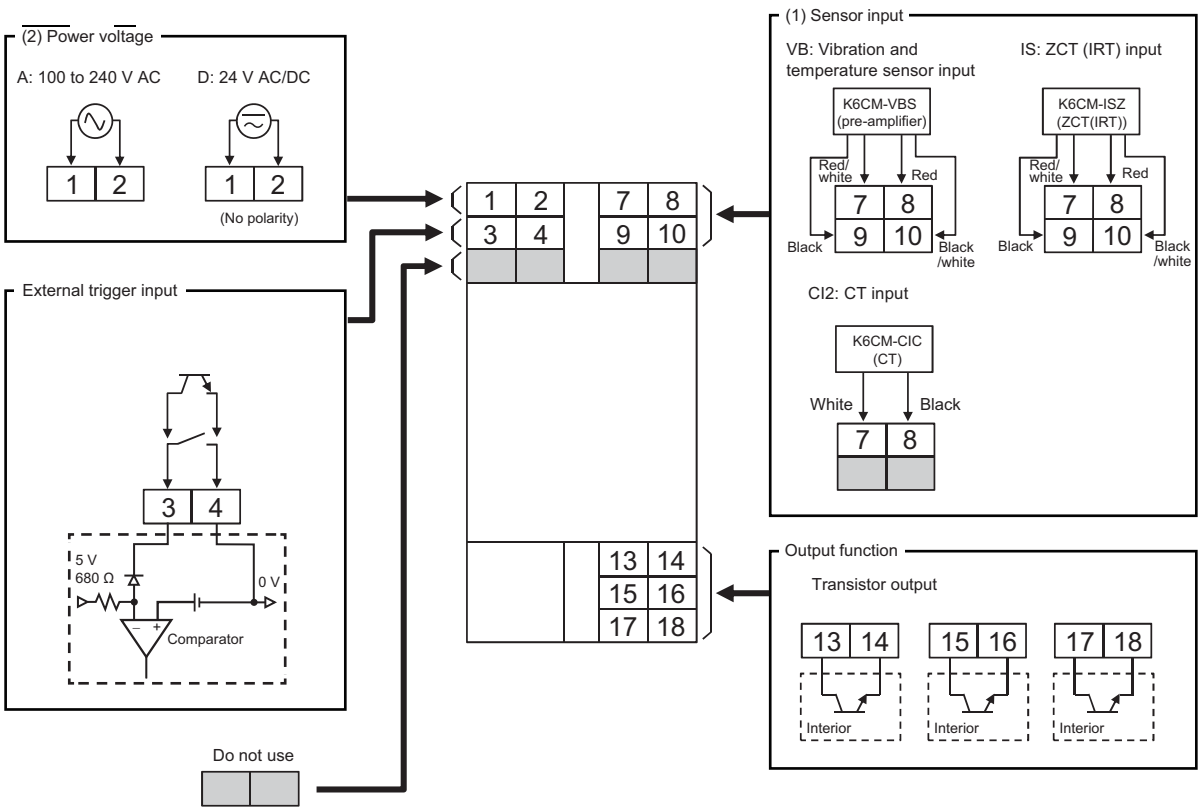 (2) Power voltage
A: 100 to 240 V AC
D: 24 V AC/DC
1 2
1 2
(No polarity)
External trigger input
3 4
5 V
680 Ω
0 V
− +
Comparator
Do not use
1 2 7 8
3 4 9 10
13 14
15 16
17 18
(1) Sensor input
VB: Vibration and
temperature sensor input
K6CM-VBS
(pre-amplifier)
Red/
white
Red
7 8
9 10
Black
Black
/white
IS: ZCT (IRT) input
K6CM-ISZ
(ZCT(IRT))
Red/
white
Red
7 8
9 10
Black
Black
/white
CI2: CT input
K6CM-CIC
(CT)
White
Black
7 8
Output function
Transistor output
13 14
Interior
15 16
Interior
17 18
Interior